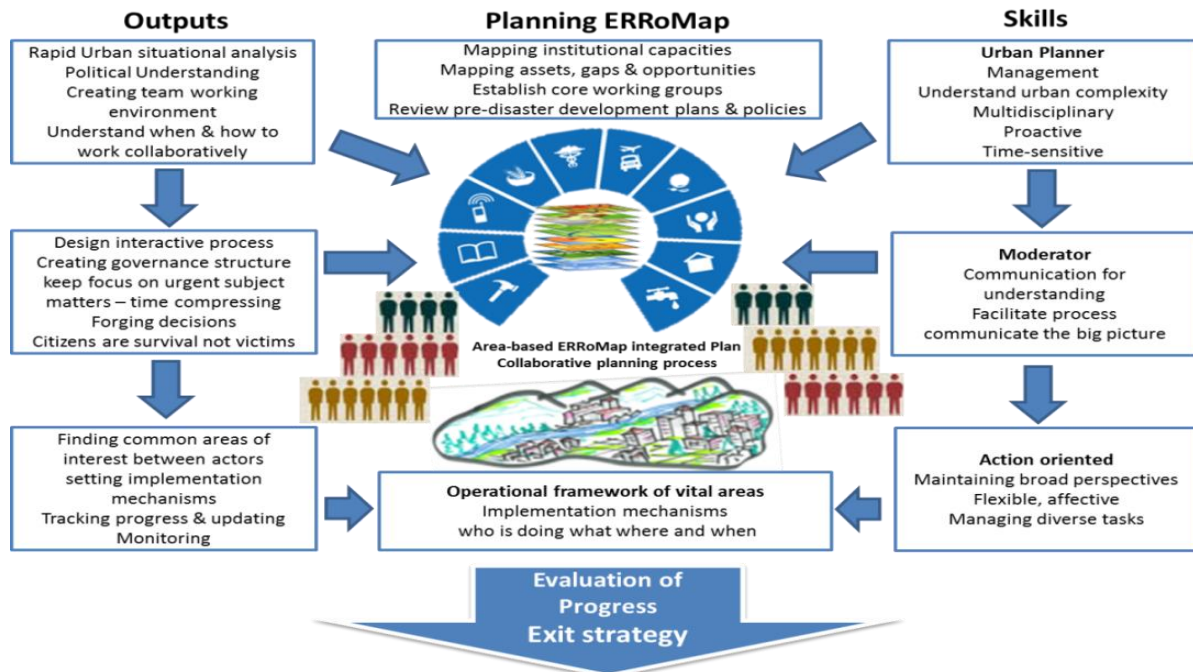 Outputs
Rapid Urban situational analysis
Political Understanding
Creating team working
environment
Understand when & how to
work collaboratively
Design interactive process
Creating governance structure
keep focus on urgent subject
matters – time compressing
Forging decisions
Citizens are survival not victims
Finding common areas of
interest between actors
setting implementation
mechanisms
Tracking progress & updating
Monitoring
Planning ERRoMap
Mapping institutional capacities
Mapping assets, gaps & opportunities
Establish core working groups
Review pre-disaster development plans & policies
Area-based ERRoMap integrated Plan
Collaborative planning process
Operational framework of vital areas
Implementation mechanisms
who is doing what where and when
Skills
Urban Planner
Management
Understand urban complexity
Multidisciplinary
Proactive
Time-sensitive
Moderator
Communication for
understanding
Facilitate process
communicate the big picture
Action oriented
Maintaining broad perspectives
Flexible, affective
Managing diverse tasks
Evaluation of
Progress
Exit strategy